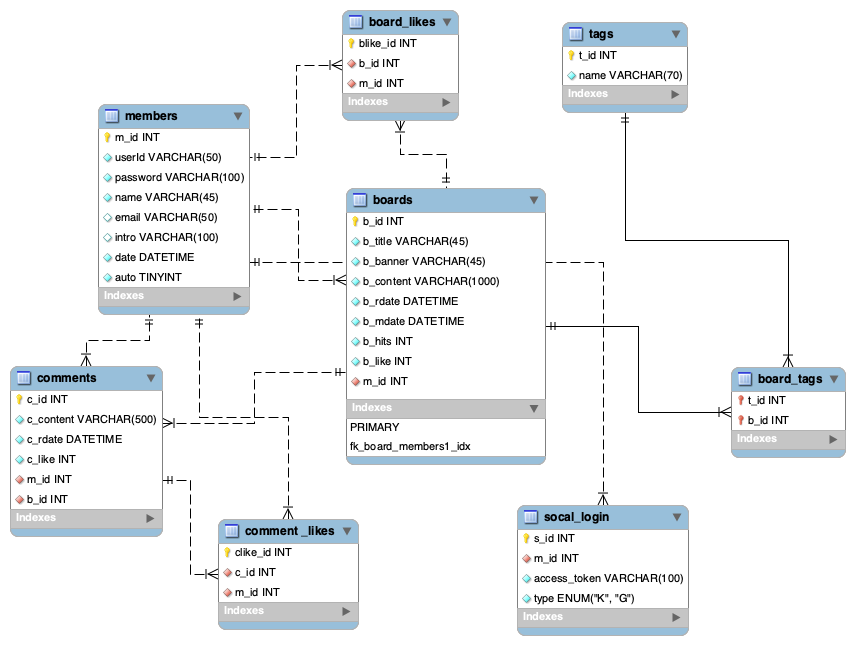 board_likes
blike_id INT
b_id INT
m_id INT
Indexes
tags
t_id INT
name VARCHAR(70)
Indexes
members
m_id INT
userId VARCHAR(50)
password VARCHAR(100)
name VARCHAR(45)
email VARCHAR(50)
intro VARCHAR(100)
date DATETIME
auto TINYINT
Indexes
boards
b_id INT
b_title VARCHAR(45)
b_banner VARCHAR(45)
b_content VARCHAR(1000)
b_rdate DATETIME
b_mdate DATETIME
b_hits INT
b_like INT
m_id INT
Indexes
PRIMARY
fk_board_members1_idx
comments
c_id INT
c_content VARCHAR(500)
c_rdate DATETIME
c_like INT
m_id INT
b_id INT
Indexes
board_tags
t_id INT
b_id INT
Indexes
comment _likes
clike_id INT
c_id INT
m_id INT
Indexes
socal_login
s_id INT
m_id INT
access_token VARCHAR(100)
type ENUM("K", "G")
Indexes